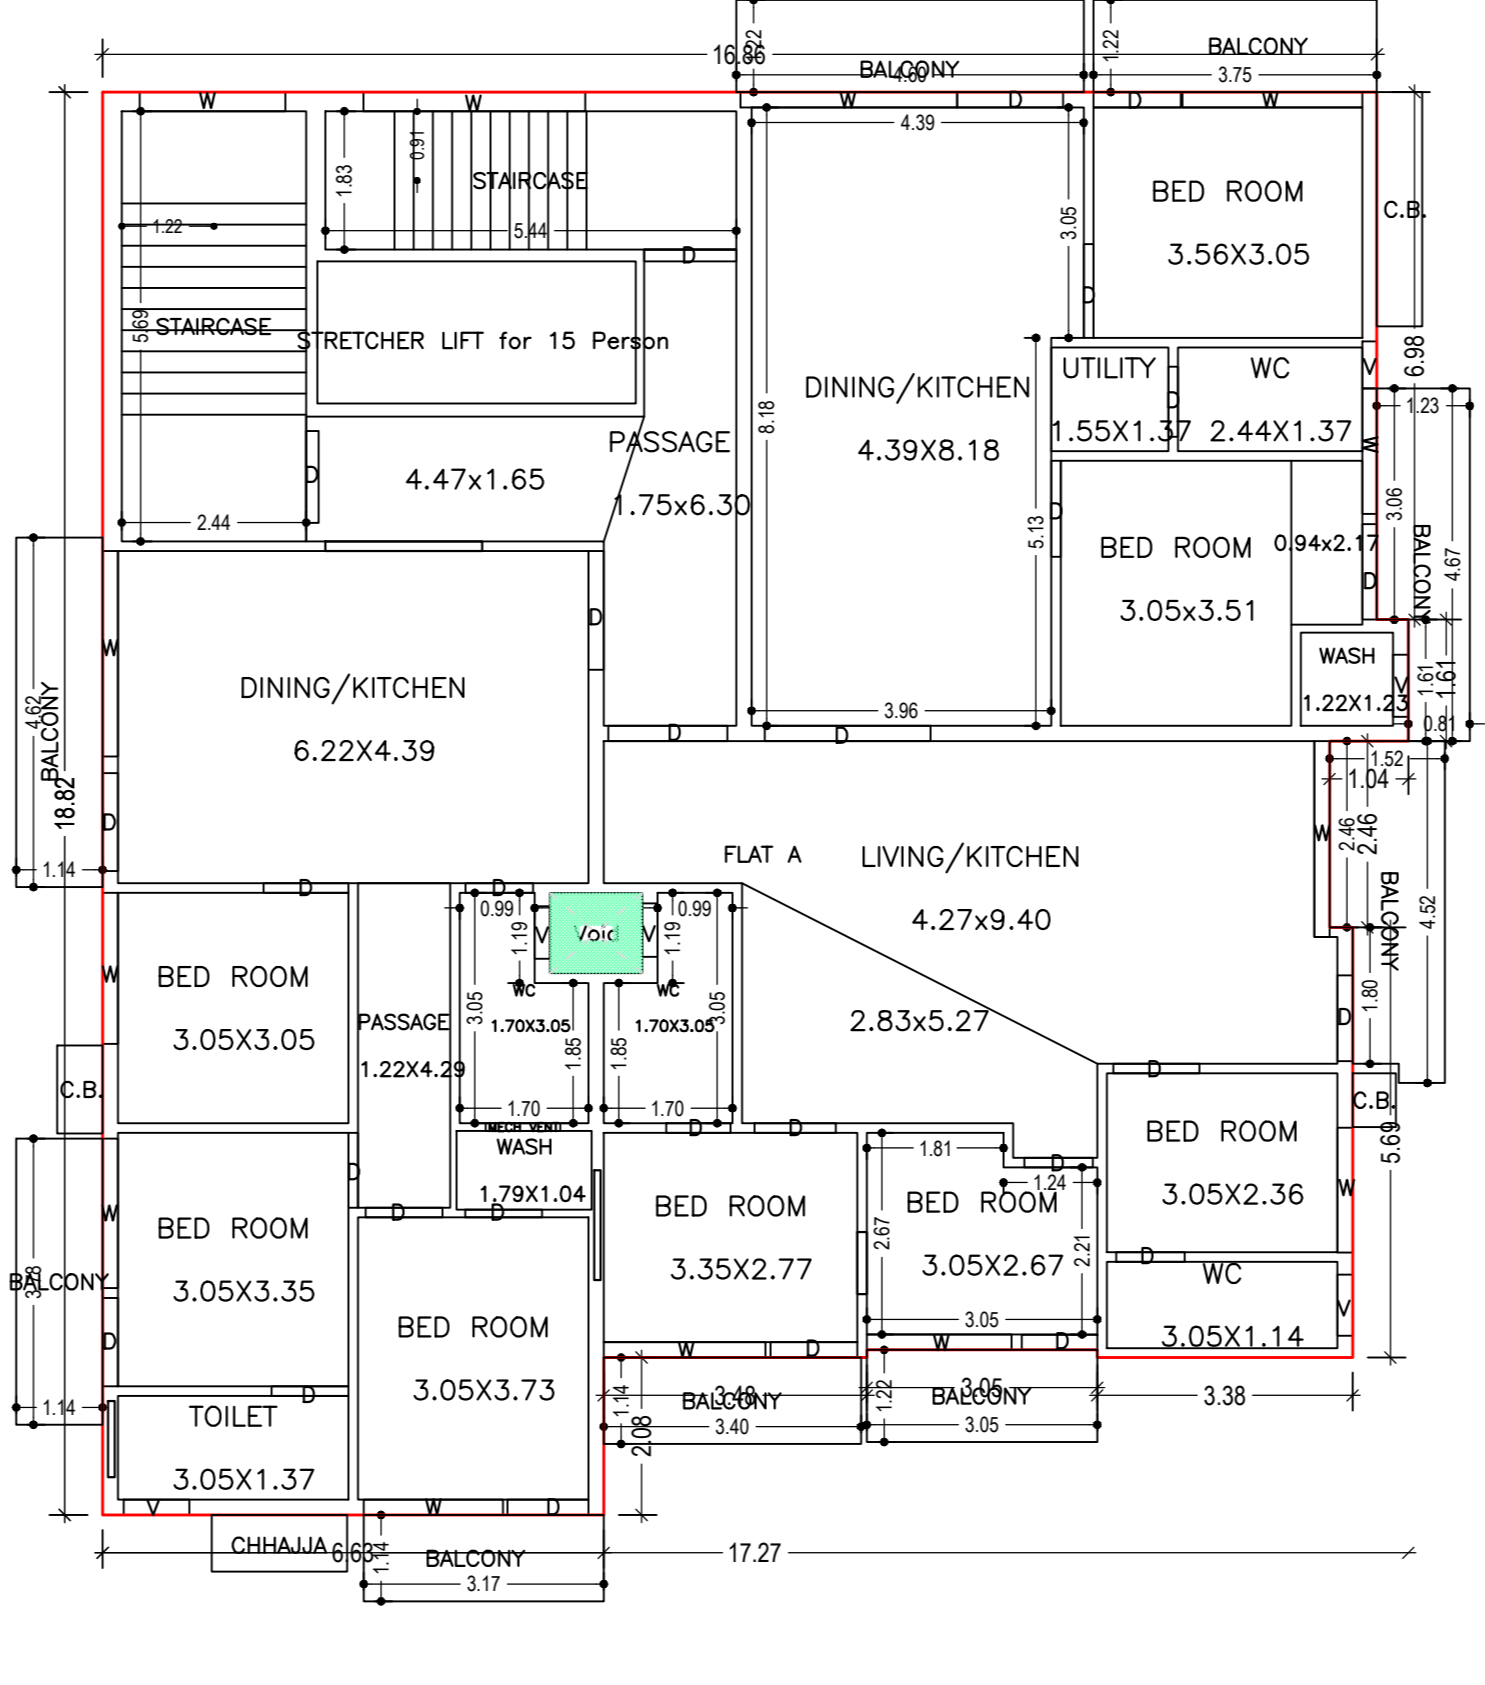 1.22
1.22
BALCONY
16.86
BALCONY
4.60
3.75
W
W
W
D
D
W
4.39
0.91
1.83
STAIRCASE
BED ROOM
3.56X3.05
C.B.
3.05
1.22
5.44
D
D
5.69
STAIRCASE
STRETCHER LIFT for 15 Person
6.98
UTILITY
WC
V
1.55X1.37
2.44X1.37
D
1.23
DINING/KITCHEN
4.39X8.18
8.18
PASSAGE
1.75x6.30
4.47x1.65
D
W
2.44
3.06
D
5.13
BED ROOM
3.05x3.51
0.94x2.17
BALCONY
4.67
D
D
W
WASH
1.22X1.23
V
1.61
1.61
DINING/KITCHEN
6.22X4.39
4.62
BALCONY
3.96
D
D
0.81
1.52
1.04
18.82
D
W
2.46
2.46
FLAT A
LIVING/KITCHEN
4.27x9.40
1.14
D
D
BALCONY
4.52
0.99
0.99
1.19
V
Void
V
1.19
W
BED ROOM
3.05X3.05
WC
WC
3.05
1.70X3.05
1.70X3.05
3.05
2.83x5.27
1.80
D
PASSAGE
1.22X4.29
1.85
1.85
C.B.
D
C.B.
1.70
1.70
MECH VENT
D
D
WASH
1.79X1.04
1.81
D
1.24
BED ROOM
3.05X2.36
5.69
W
D
W
BED ROOM
3.05X3.35
BED ROOM
3.35X2.77
BED ROOM
3.05X2.67
2.67
2.21
D
D
D
WC
3.05X1.14
V
BALCONY
3.18
D
BED ROOM
3.05X3.73
3.05
W
D
W
D
D
1.14
TOILET
3.05X1.37
1.14
3.48
BALCONY
3.40
1.22
3.05
BALCONY
3.05
3.38
2.08
V
W
D
CHHAJJA
6.63
1.14
BALCONY
3.17
17.27